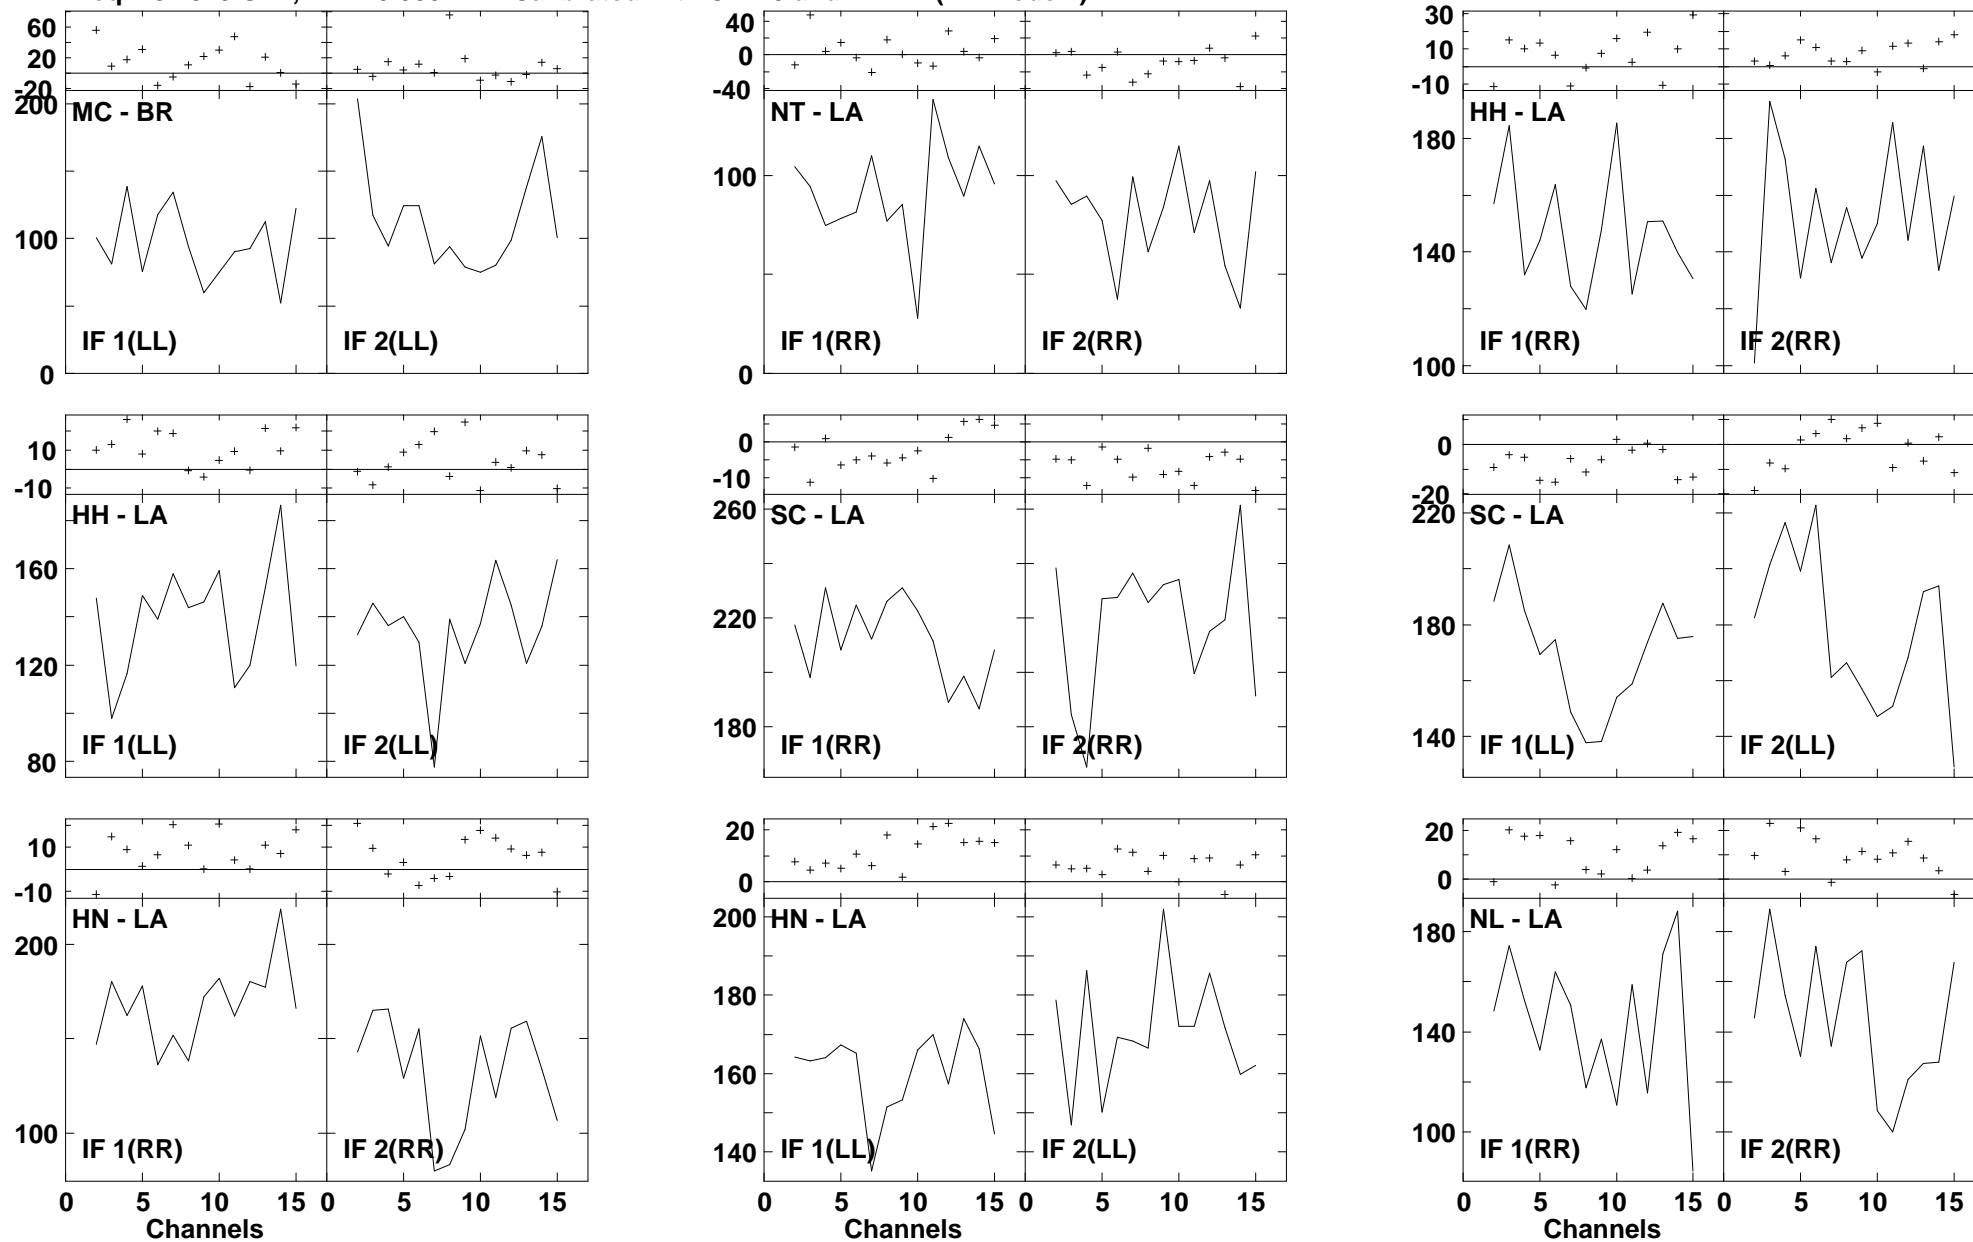 60 20 -20 40 0 -40 30 10 -10
200 100 0 100 0 180 140 100
MC - BR NT - LA HH - LA
IF 1(LL) IF 2(LL) IF 1(RR) IF 2(RR) IF 1(RR) IF 2(RR)
10 -10 0 -10 0 -20
160 120 80 260 220 180 220 180 140
HH - LA SC - LA SC - LA
IF 1(LL) IF 2(LL) IF 1(RR) IF 2(RR) IF 1(LL) IF 2(LL)
10 -10 20 0 20 0
200 100 200 180 160 140 180 140 100
HN - LA HN - LA NL - LA
IF 1(RR) IF 2(RR) IF 1(LL) IF 2(LL) IF 1(RR) IF 2(RR)
0 5 10 15 0 5 10 15 0 5 10 15 0 5 10 15 0 5 10 15 0 5 10 15
Channels Channels Channels